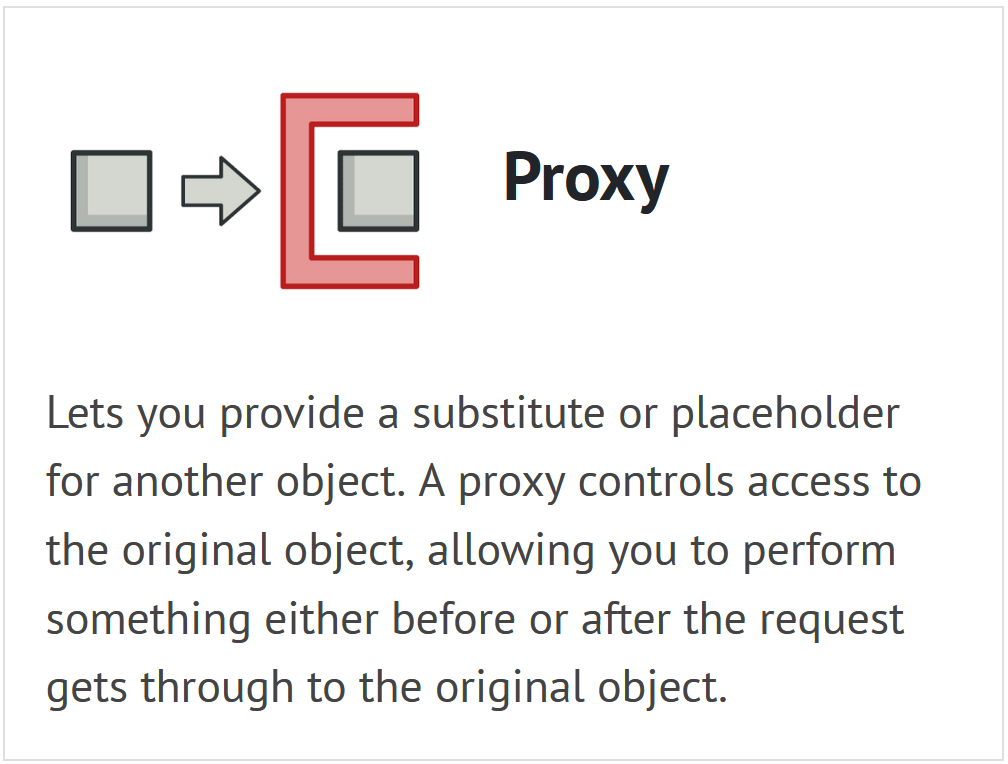 Proxy
Lets you provide a substitute or placeholder
for another object. A proxy controls access to
the original object, allowing you to perform
something either before or after the request
gets through to the original object.